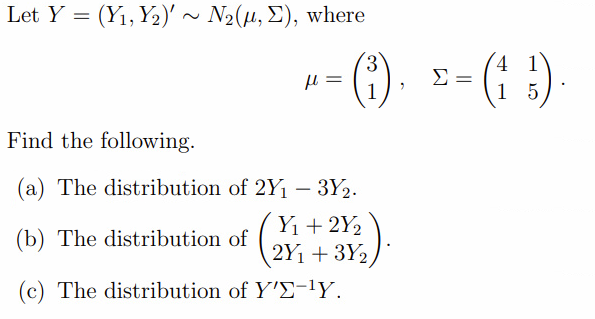 Let Y = (Y₁, Y₂)′ ∼ N₂(μ, Σ), where
μ = (3 1), Σ = (4 1 1 5).
Find the following.
(a) The distribution of 2Y₁ − 3Y₂.
(b) The distribution of (Y₁ + 2Y₂ 2Y₁ + 3Y₂).
(c) The distribution of Y′Σ⁻¹Y.